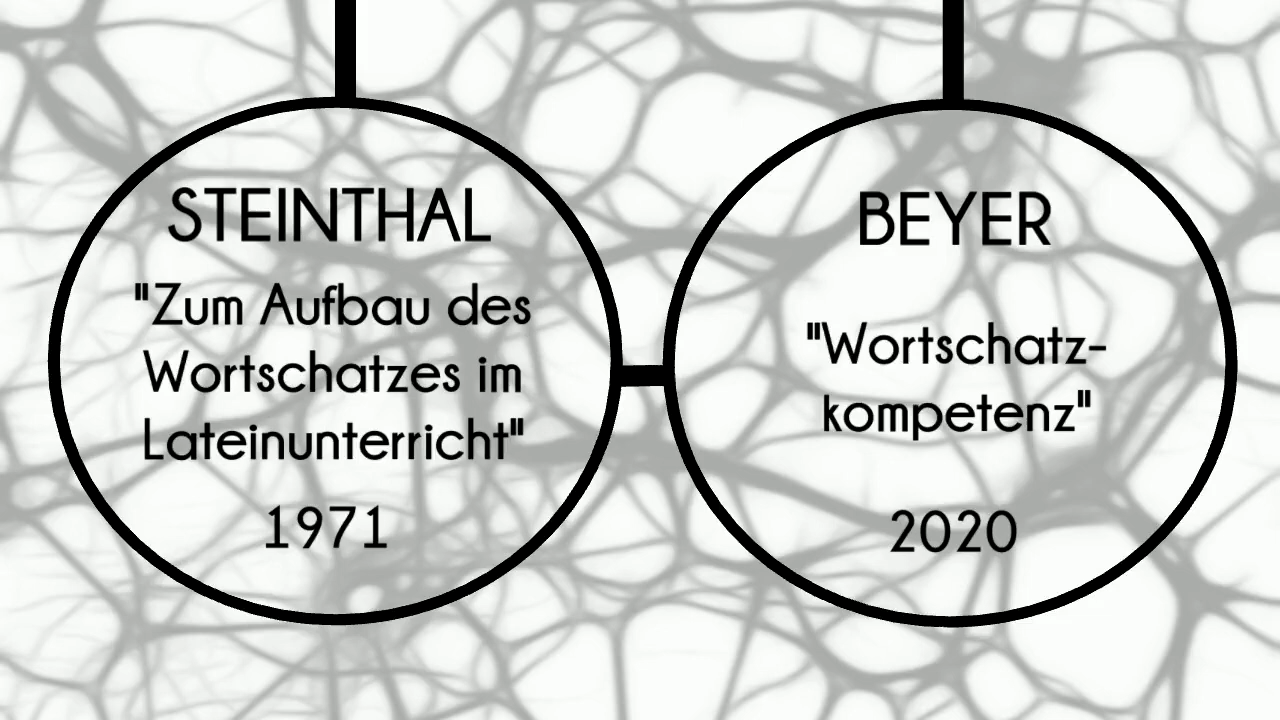 STEINTHAL
"Zum Aufbau des
Wortschatzes im
Lateinunterricht"
1971
BEYER
"Wortschatz-
kompetenz"
2020